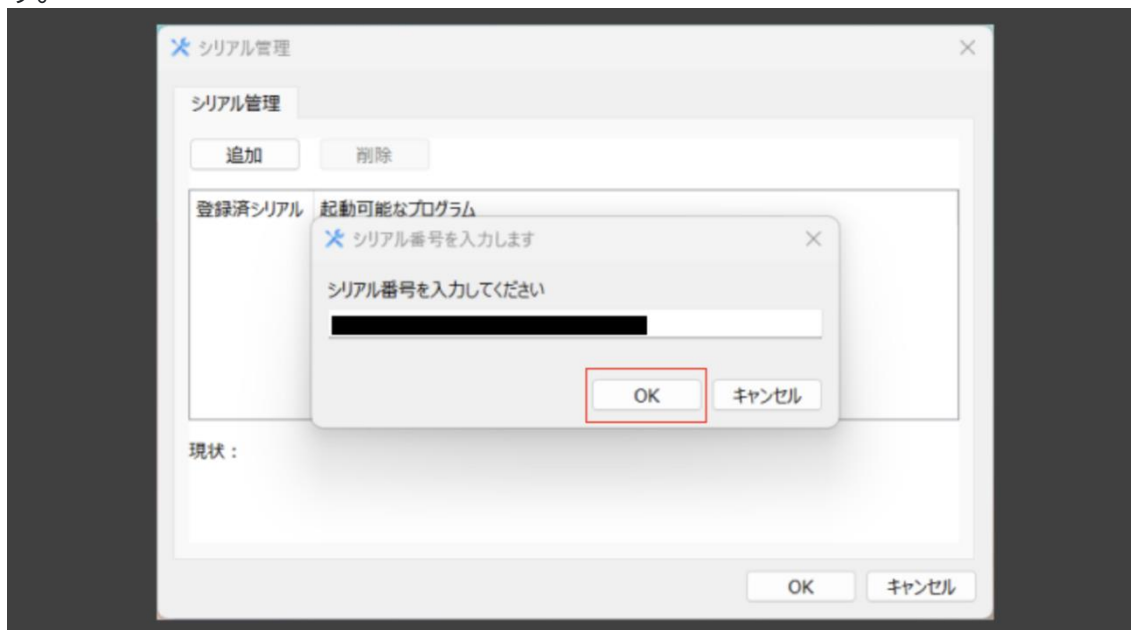 す。
シリアル管理
シリアル管理
追加 削除
登録済シリアル 起動可能なプログラム
シリアル番号を入力します
シリアル番号を入力してください
OK キャンセル
現状：
OK キャンセル